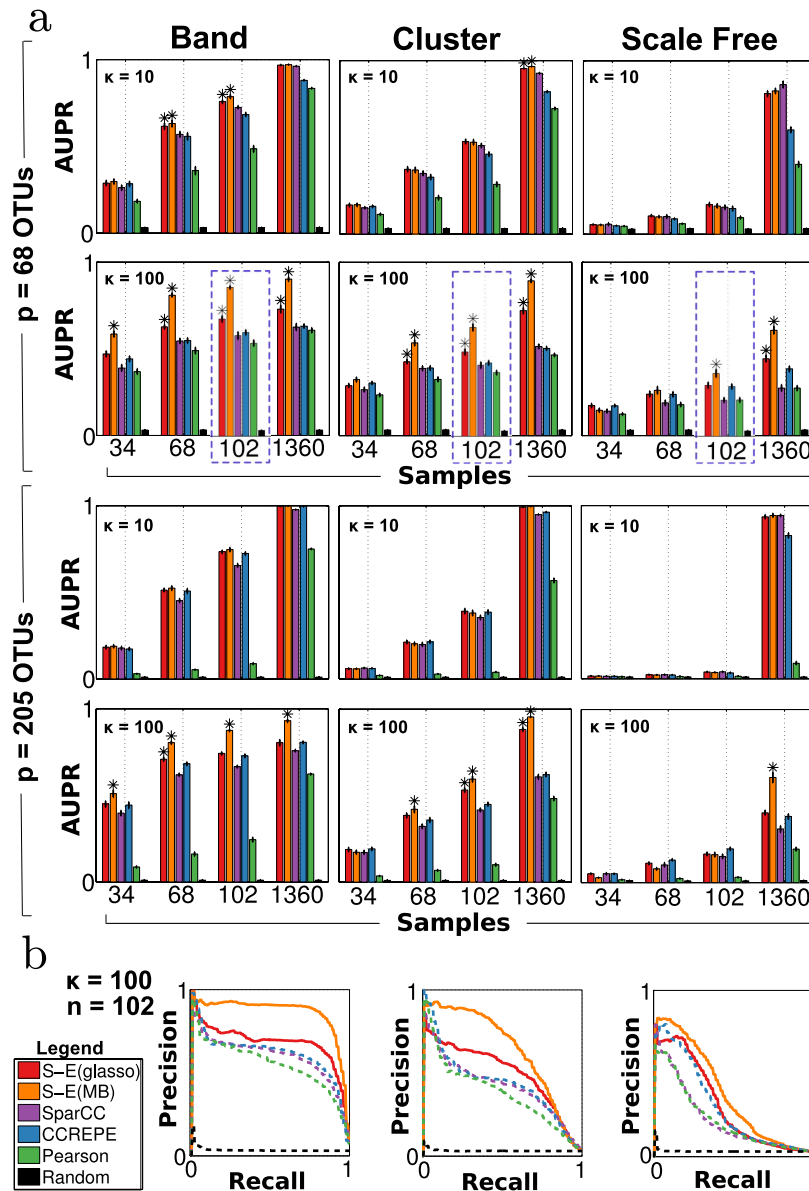 a
Band Cluster Scale Free
p = 68 OTUs
AUPR
1
0
κ = 10
κ = 10
κ = 10
AUPR
1
0
κ = 100
κ = 100
κ = 100
34 68 102 1360
34 68 102 1360
34 68 102 1360
Samples
p = 205 OTUs
AUPR
1
0
κ = 10
κ = 10
κ = 10
AUPR
1
0
κ = 100
κ = 100
κ = 100
34 68 102 1360
34 68 102 1360
34 68 102 1360
Samples
b
κ = 100
n = 102
Legend
S–E(glasso)
S–E(MB)
SparCC
CCREPE
Pearson
Random
Precision
1
0
Recall
1
Precision
1
0
Recall
1
Precision
1
0
Recall